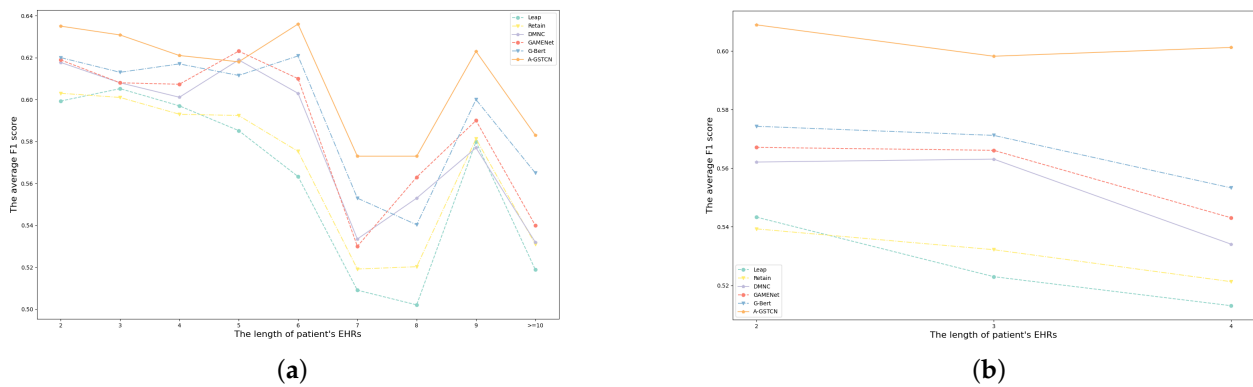 0.64
0.62
0.60
0.58
0.56
0.54
0.52
0.50
The average F1 score
2 3 4 5 6 7 8 9 >=10
The length of patient's EHRs
Leap
Retain
DMNC
GAMENet
G-Bert
A-GSTCN
(a)
0.60
0.58
0.56
0.54
0.52
The average F1 score
Leap
Retain
DMNC
GAMENet
G-Bert
A-GSTCN
2 3 4
The length of patient's EHRs
(b)